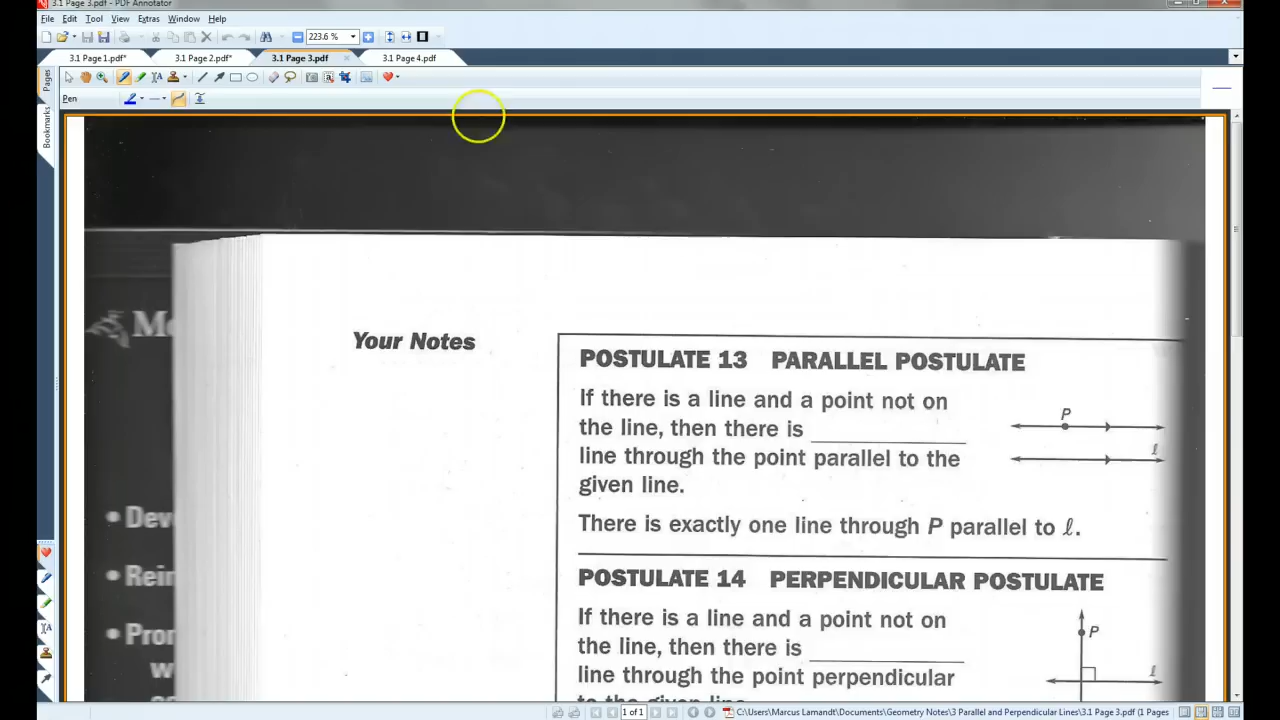 3.1 Page 3.pdf - PDF Annotator
File Edit Tool View Extras Window Help
223.6 %
3.1 Page 1.pdf* 3.1 Page 2.pdf* 3.1 Page 3.pdf 3.1 Page 4.pdf
Pen
Pages
Bookmarks
Your Notes
POSTULATE 13 PARALLEL POSTULATE
If there is a line and a point not on
the line, then there is
line through the point parallel to the
given line.
P
ℓ
There is exactly one line through P parallel to ℓ.
POSTULATE 14 PERPENDICULAR POSTULATE
If there is a line and a point not on
the line, then there is
line through the point perpendicular
to the given line
P
ℓ
1 of 1
C:\Users\Marcus Lamandt\Documents\Geometry Notes\3 Parallel and Perpendicular Lines\3.1 Page 3.pdf (1 Pages